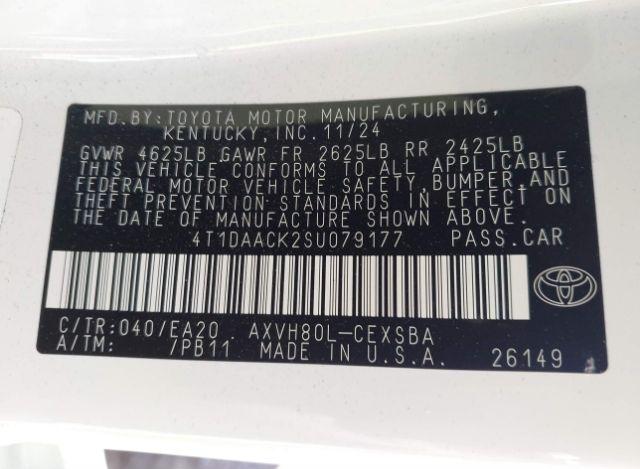 MFD.BY:TOYOTA MOTOR MANUFACTURING,
KENTUCKY, INC.11/24
GVWR 4625LB GAWR FR 2625LB RR 2425LB
THIS VEHICLE CONFORMS TO ALL APPLICABLE
FEDERAL MOTOR VEHICLE SAFETY,BUMPER,AND
THEFT PREVENTION STANDARDS IN EFFECT ON
THE DATE OF MANUFACTURE SHOWN ABOVE.
4T1DAACK2SU079177 PASS.CAR
C/TR:040/EA20 AXVH80L-CEXSBA
A/TM: /PB11 MADE IN U.S.A. 26149